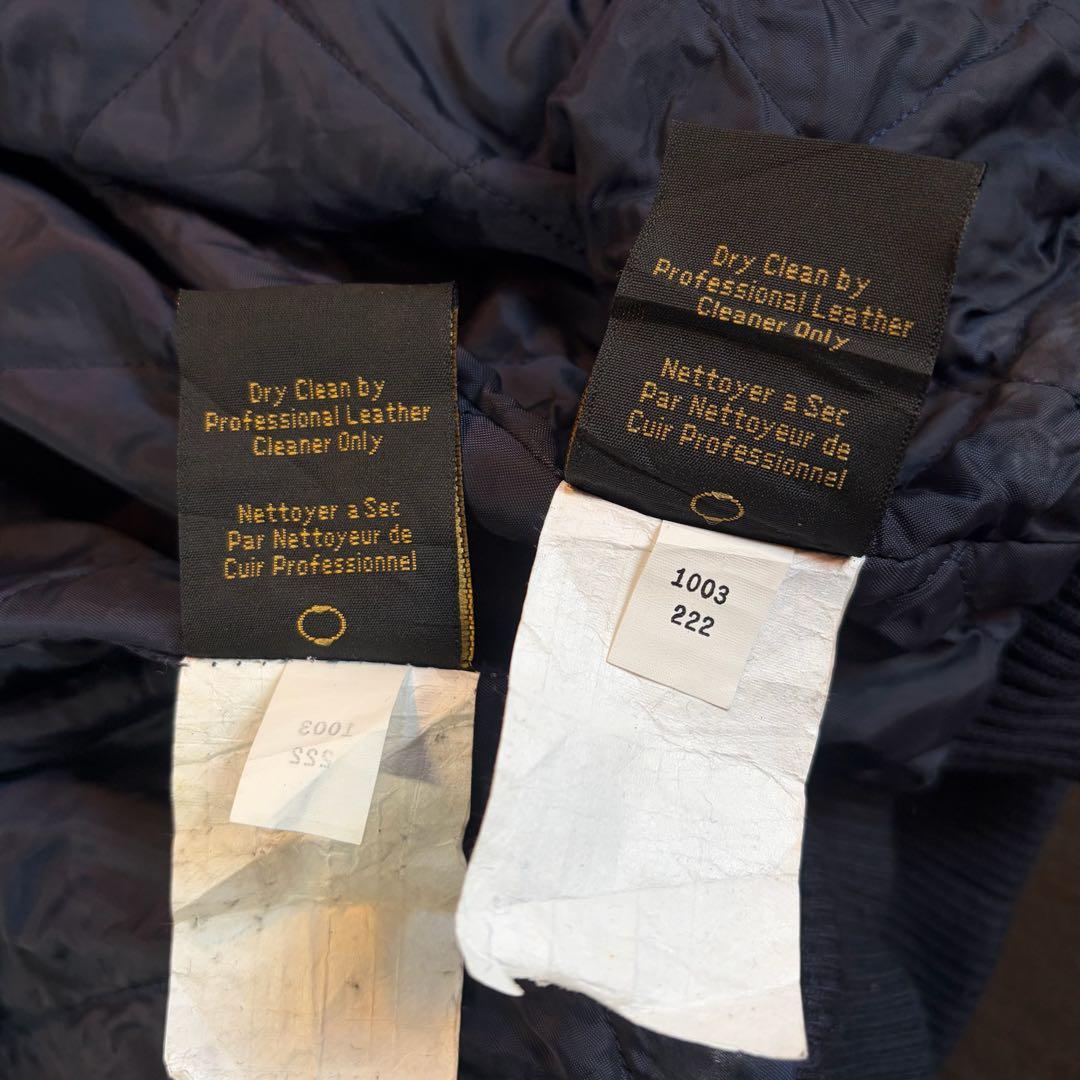 Dry Clean by
Professional Leather
Cleaner Only
Nettoyer a Sec
Par Nettoyeur de
Cuir Professionnel
1003
222
Dry Clean by
Professional Leather
Cleaner Only
Nettoyer a Sec
Par Nettoyeur de
Cuir Professionnel
1003
222